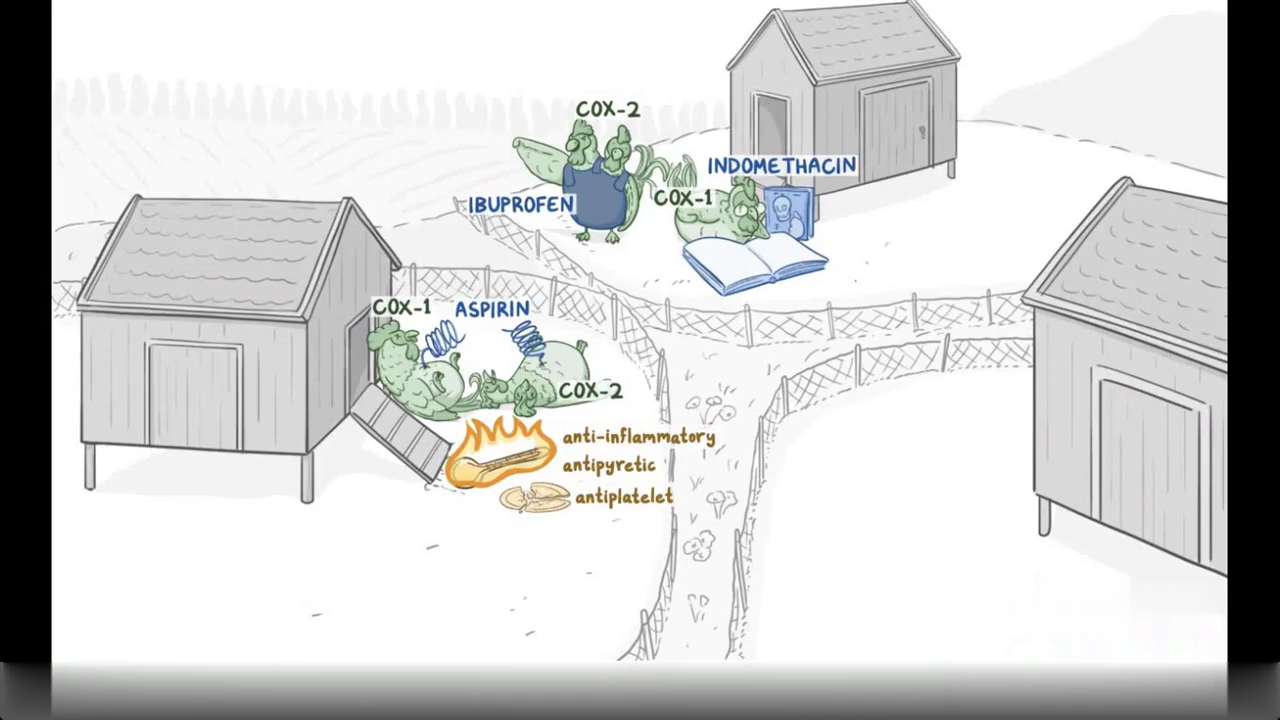 COX-2
INDOMETHACIN
IBUPROFEN
COX-1
COX-1
ASPIRIN
COX-2
anti-inflammatory
antipyretic
antiplatelet